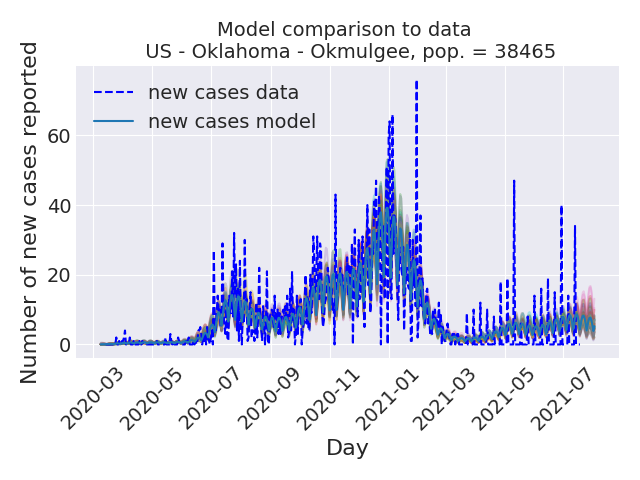 Model comparison to data
US - Oklahoma - Okmulgee, pop. = 38465
Number of new cases reported
new cases data
new cases model
60
40
20
0
2020-03
2020-05
2020-07
2020-09
2020-11
2021-01
2021-03
2021-05
2021-07
Day